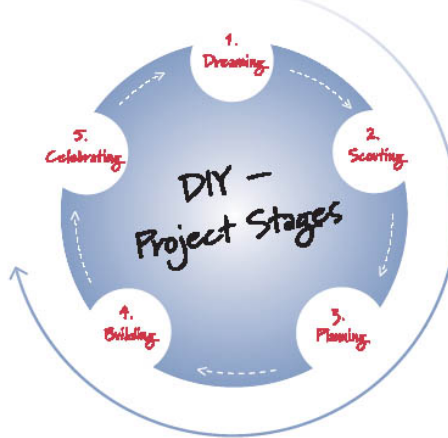 1.
Dreaming
2.
Scouting
3.
Planning
4.
Building
5.
Celebrating
DIY –
Project Stages